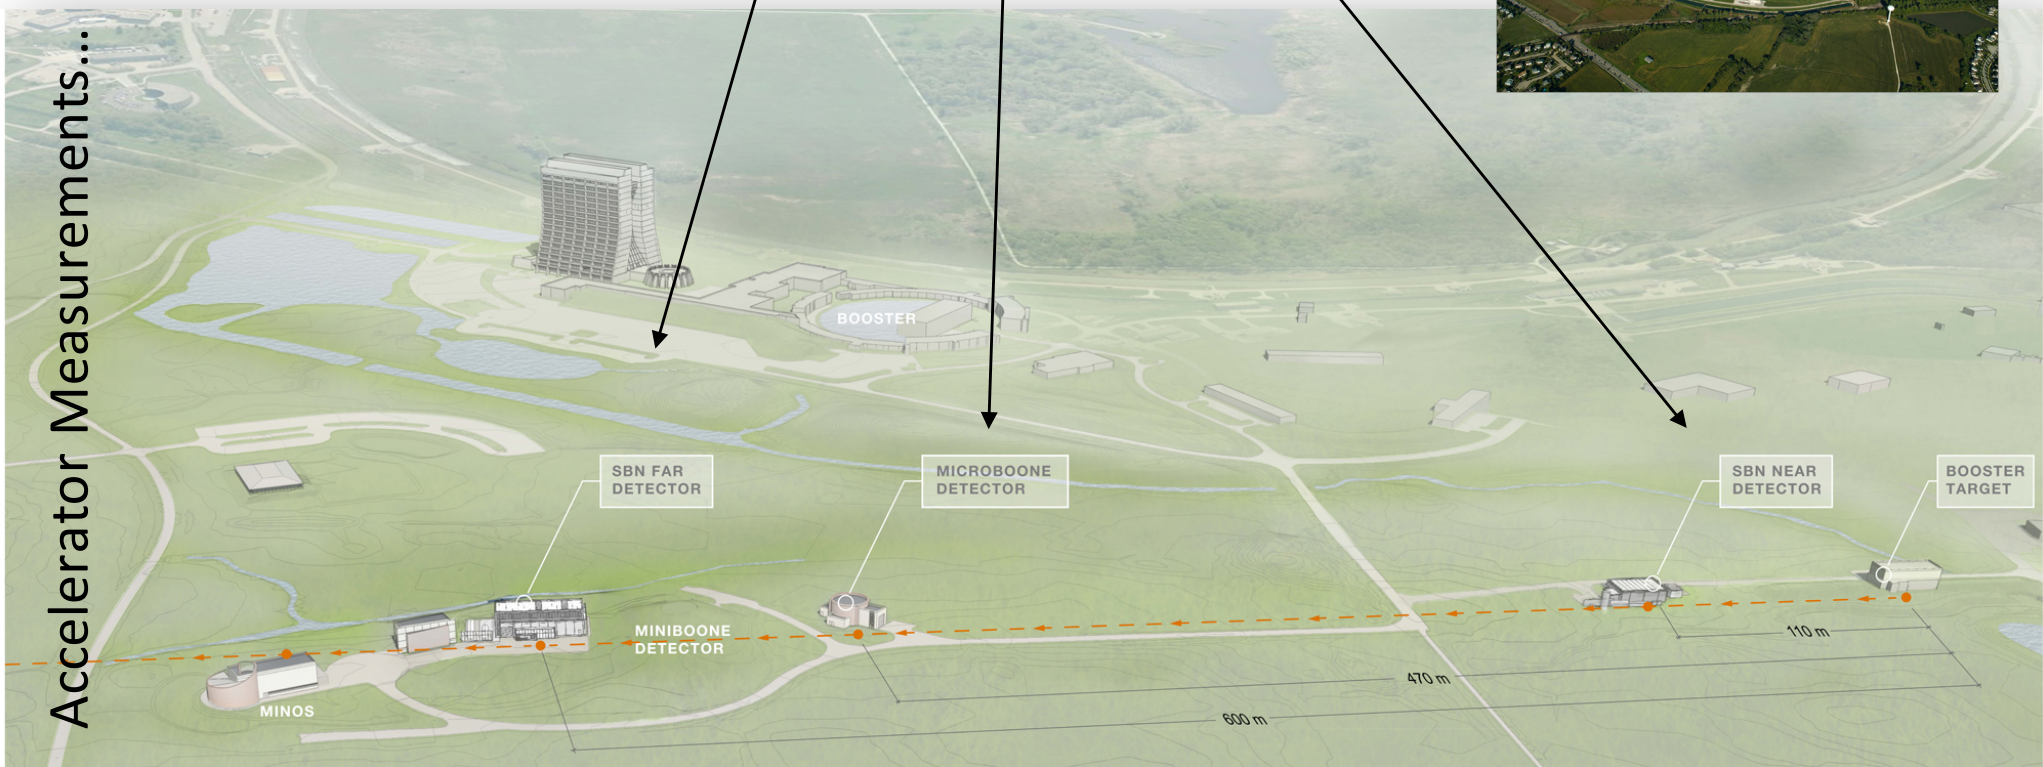 Accelerator Measurements...
BOOSTER
SBN FAR
DETECTOR
MICROBOONE
DETECTOR
SBN NEAR
DETECTOR
BOOSTER
TARGET
MINIBOONE
DETECTOR
110 m
470 m
MINOS
600 m